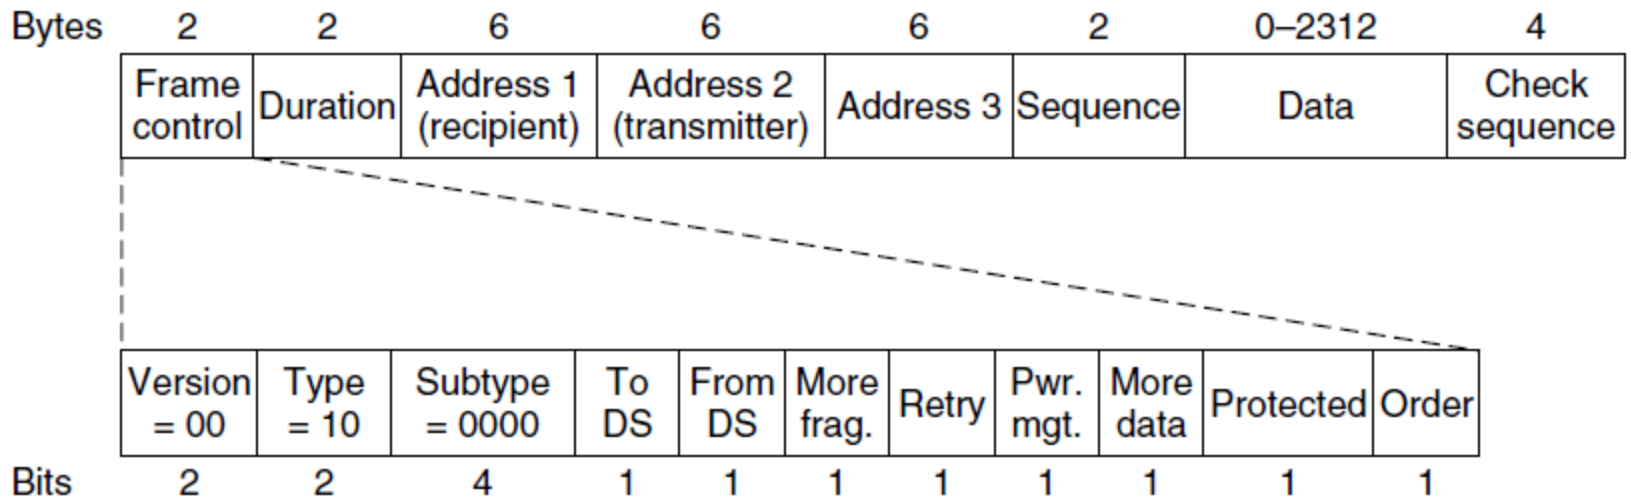 Bytes 2 2 6 6 6 2 0–2312 4
Frame control Duration Address 1 (recipient) Address 2 (transmitter) Address 3 Sequence Data Check sequence
Version = 00 Type = 10 Subtype = 0000 To DS From DS More frag. Retry Pwr. mgt. More data Protected Order
Bits 2 2 4 1 1 1 1 1 1 1 1